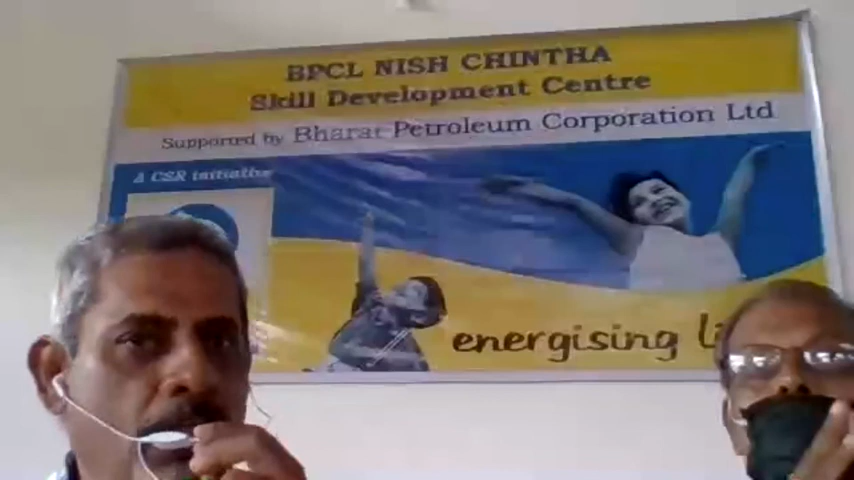 BPCL NISH CHINTHA
Skill Development Centre
Supported by Bharat Petroleum Corporation Ltd
A CSR initiative
energising